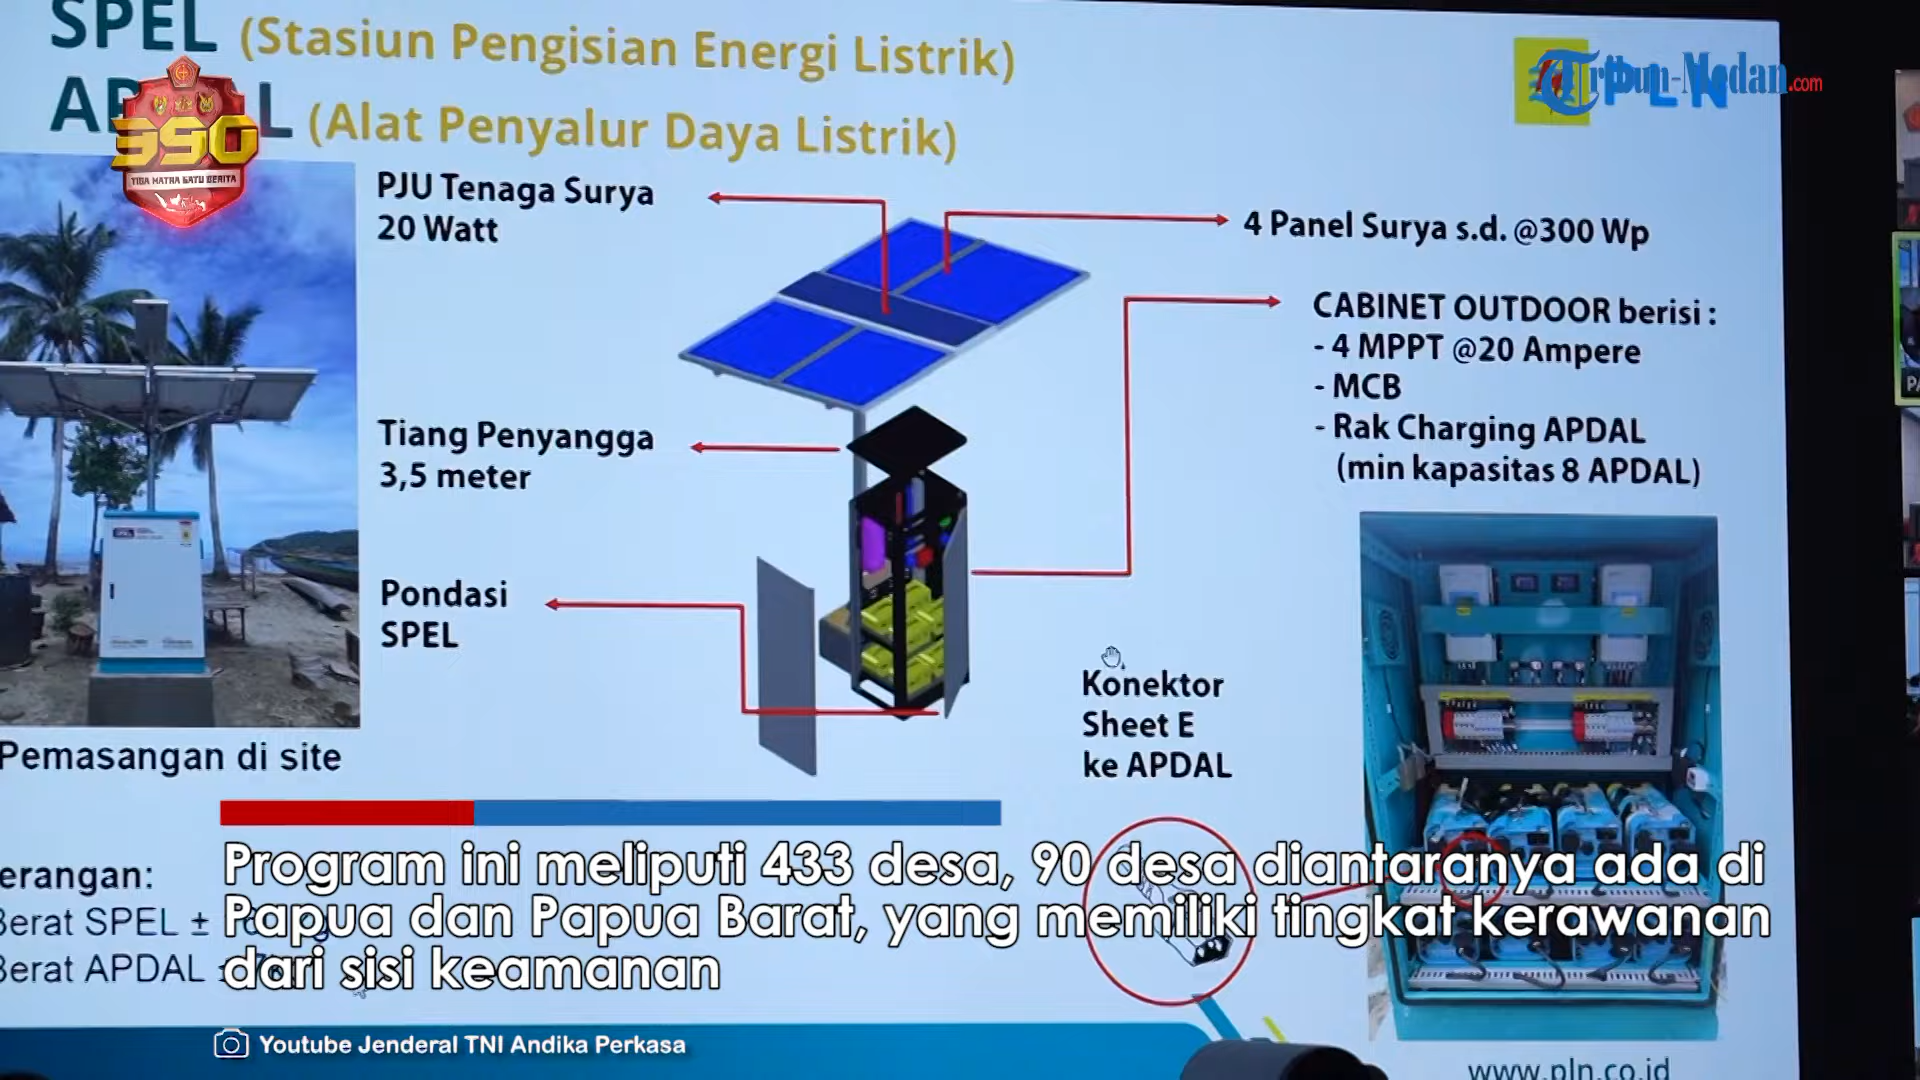 SPEL (Stasiun Pengisian Energi Listrik)
(Alat Penyalur Daya Listrik)
Tribun-Medan.com
PLN
TIGA MATRA SATU BERITA
PJU Tenaga Surya
20 Watt
4 Panel Surya s.d. @300 Wp
CABINET OUTDOOR berisi :
- 4 MPPT @20 Ampere
- MCB
- Rak Charging APDAL
(min kapasitas 8 APDAL)
Tiang Penyangga
3,5 meter
Pondasi
SPEL
Konektor
Sheet E
ke APDAL
Pemasangan di site
erangan:
Berat SPEL ±
Berat APDAL
Program ini meliputi 433 desa, 90 desa diantaranya ada di
Papua dan Papua Barat, yang memiliki tingkat kerawanan
dari sisi keamanan
Youtube Jenderal TNI Andika Perkasa
www.pln.co.id